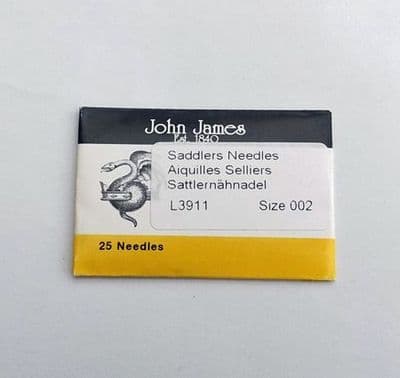 John James
Est. 1840
Saddlers Needles
Aiquilles Selliers
Sattlernähnadel
L3911 Size 002
25 Needles